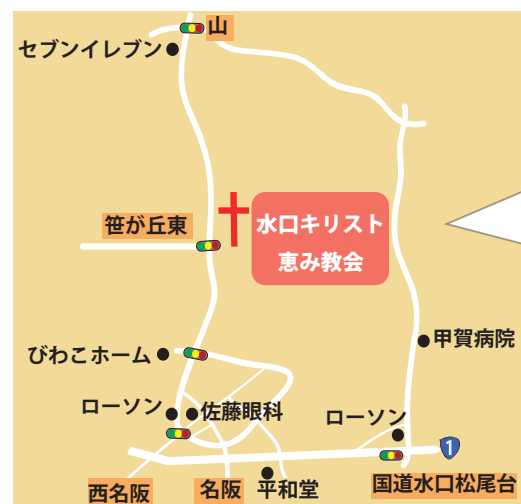 山
セブンイレブン
笹が丘東
水口キリスト
恵み教会
びわこホーム
甲賀病院
ローソン
佐藤眼科
ローソン
1
西名阪
名阪
平和堂
国道水口松尾台